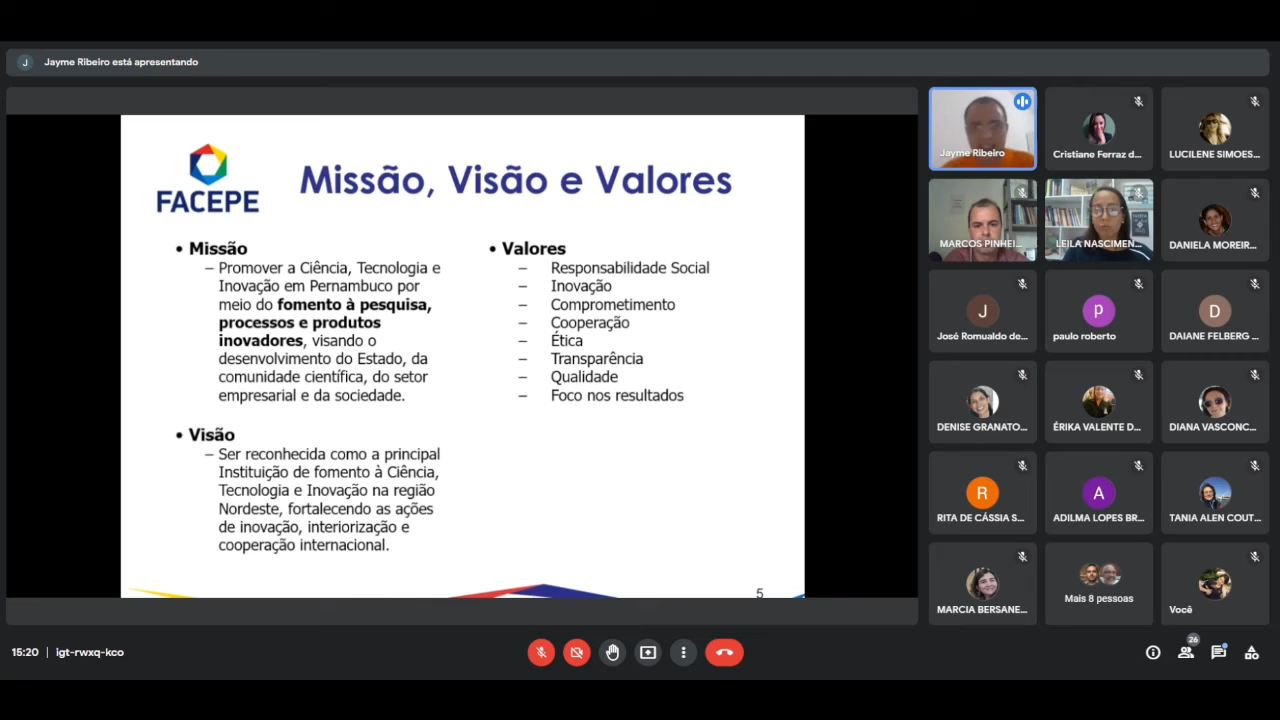 J
Jayme Ribeiro está apresentando
FACEPE
Missão, Visão e Valores
• Missão
– Promover a Ciência, Tecnologia e
Inovação em Pernambuco por
meio do fomento à pesquisa,
processos e produtos
inovadores, visando o
desenvolvimento do Estado, da
comunidade científica, do setor
empresarial e da sociedade.
• Visão
– Ser reconhecida como a principal
Instituição de fomento à Ciência,
Tecnologia e Inovação na região
Nordeste, fortalecendo as ações
de inovação, interiorização e
cooperação internacional.
• Valores
– Responsabilidade Social
– Inovação
– Comprometimento
– Cooperação
– Ética
– Transparência
– Qualidade
– Foco nos resultados
5
Jayme Ribeiro
Cristiane Ferraz d...
LUCILENE SIMOES...
MARCOS PINHEI...
LEILA NASCIMEN...
DANIELA MOREIR...
J
José Romualdo de...
p
paulo roberto
D
DAIANE FELBERG ...
DENISE GRANATO...
ÉRIKA VALENTE D...
DIANA VASCONC...
R
RITA DE CÁSSIA S...
A
ADILMA LOPES BR...
TANIA ALEN COUT...
MARCIA BERSANE...
Mais 8 pessoas
Você
15:20 | igt-rwxq-kco
26